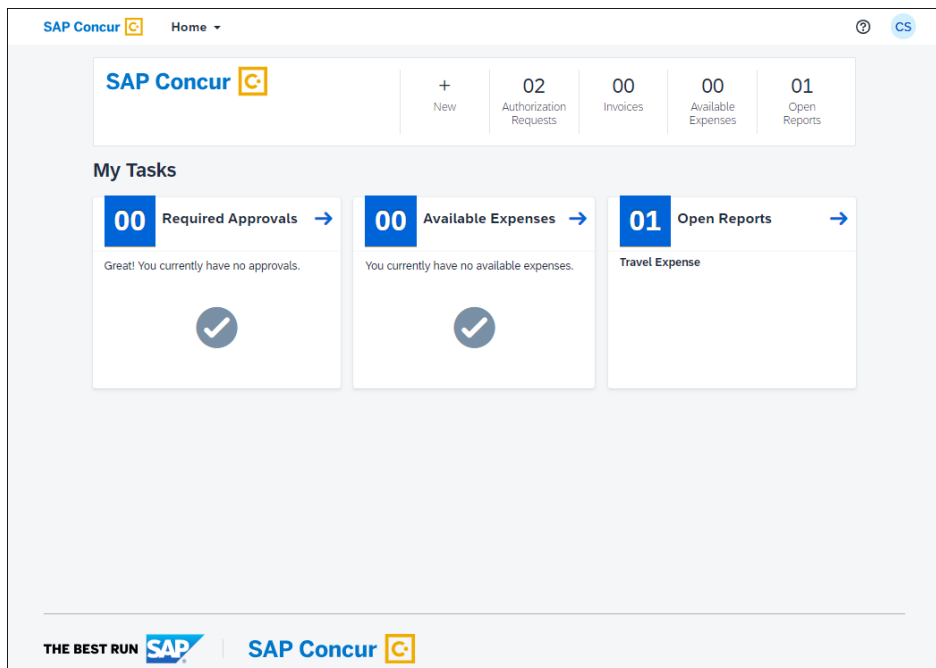 SAP Concur C
Home
CS
SAP Concur C
+
New
02
Authorization
Requests
00
Invoices
00
Available
Expenses
01
Open
Reports
My Tasks
00 Required Approvals →
Great! You currently have no approvals.
00 Available Expenses →
You currently have no available expenses.
01 Open Reports →
Travel Expense
THE BEST RUN SAP
SAP Concur C